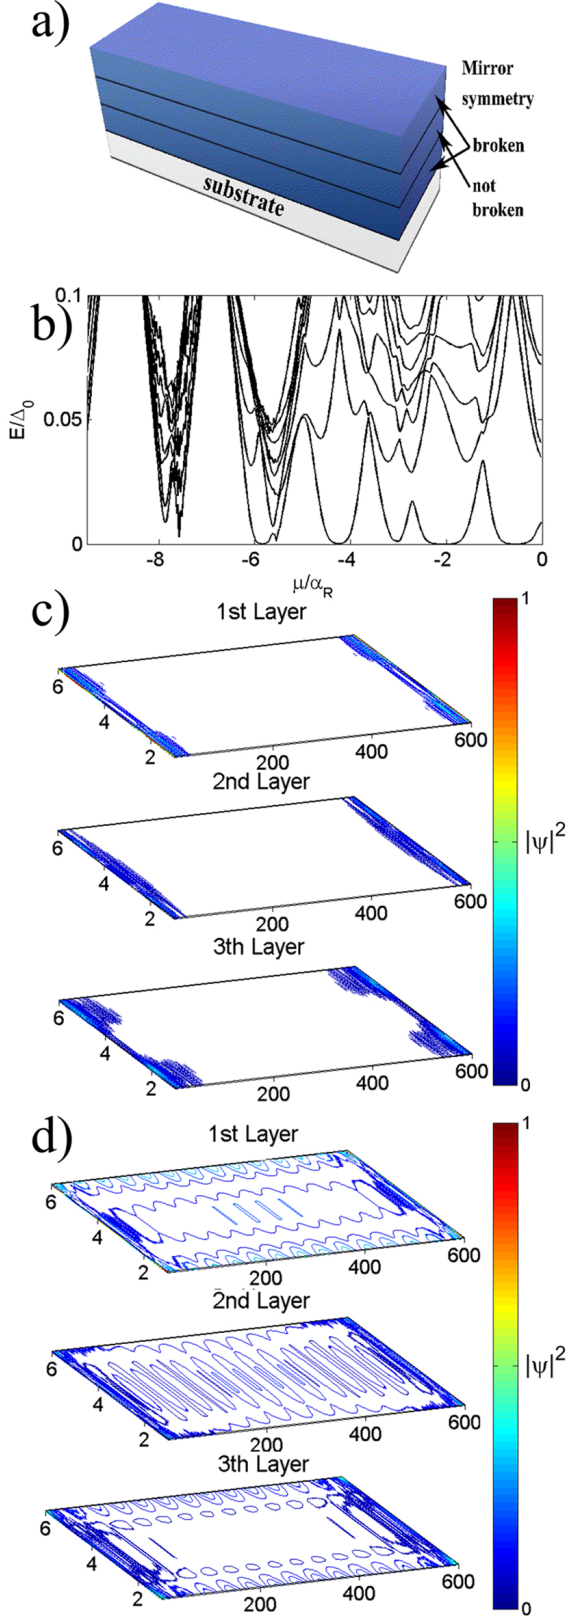 a)
Mirror
symmetry
broken
not
broken
substrate
b)
0.1
0.05
0
E/Δ0
-8
-6
-4
-2
0
μ/αR
c)
1st Layer
6
4
2
200
400
600
2nd Layer
6
4
2
200
400
600
3th Layer
6
4
2
200
400
600
1
|ψ|2
0
d)
1st Layer
6
4
2
200
400
600
2nd Layer
6
4
2
200
400
600
3th Layer
6
4
2
200
400
600
1
|ψ|2
0